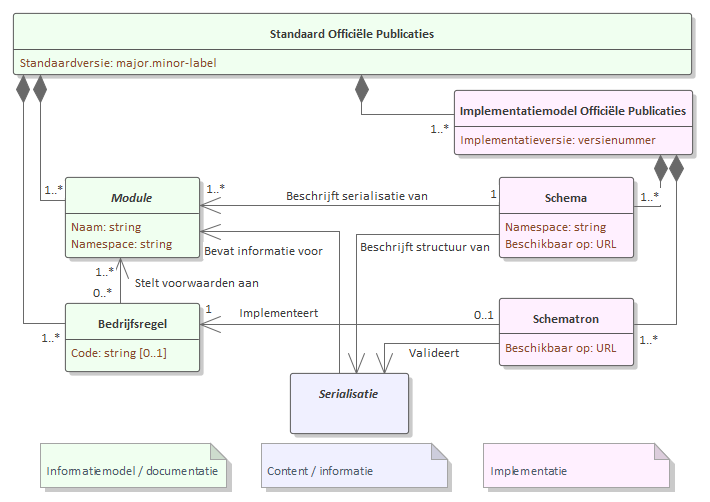 Standaard Officiële Publicaties
Standaardversie: major.minor-label
Implementatiemodel Officiële Publicaties
1..*
Implementatieversie: versienummer
1..*
Module
1..*
Beschrijft serialisatie van
1
Schema
1..*
Naam: string
Namespace: string
Namespace: string
Beschikbaar op: URL
Bevat informatie voor
Beschrijft structuur van
1..*
Stelt voorwaarden aan
0..*
Bedrijfsregel
1
Implementeert
0..1
Schematron
1..*
Code: string [0..1]
Valideert
Beschikbaar op: URL
1..*
Serialisatie
Informatiemodel / documentatie
Content / informatie
Implementatie